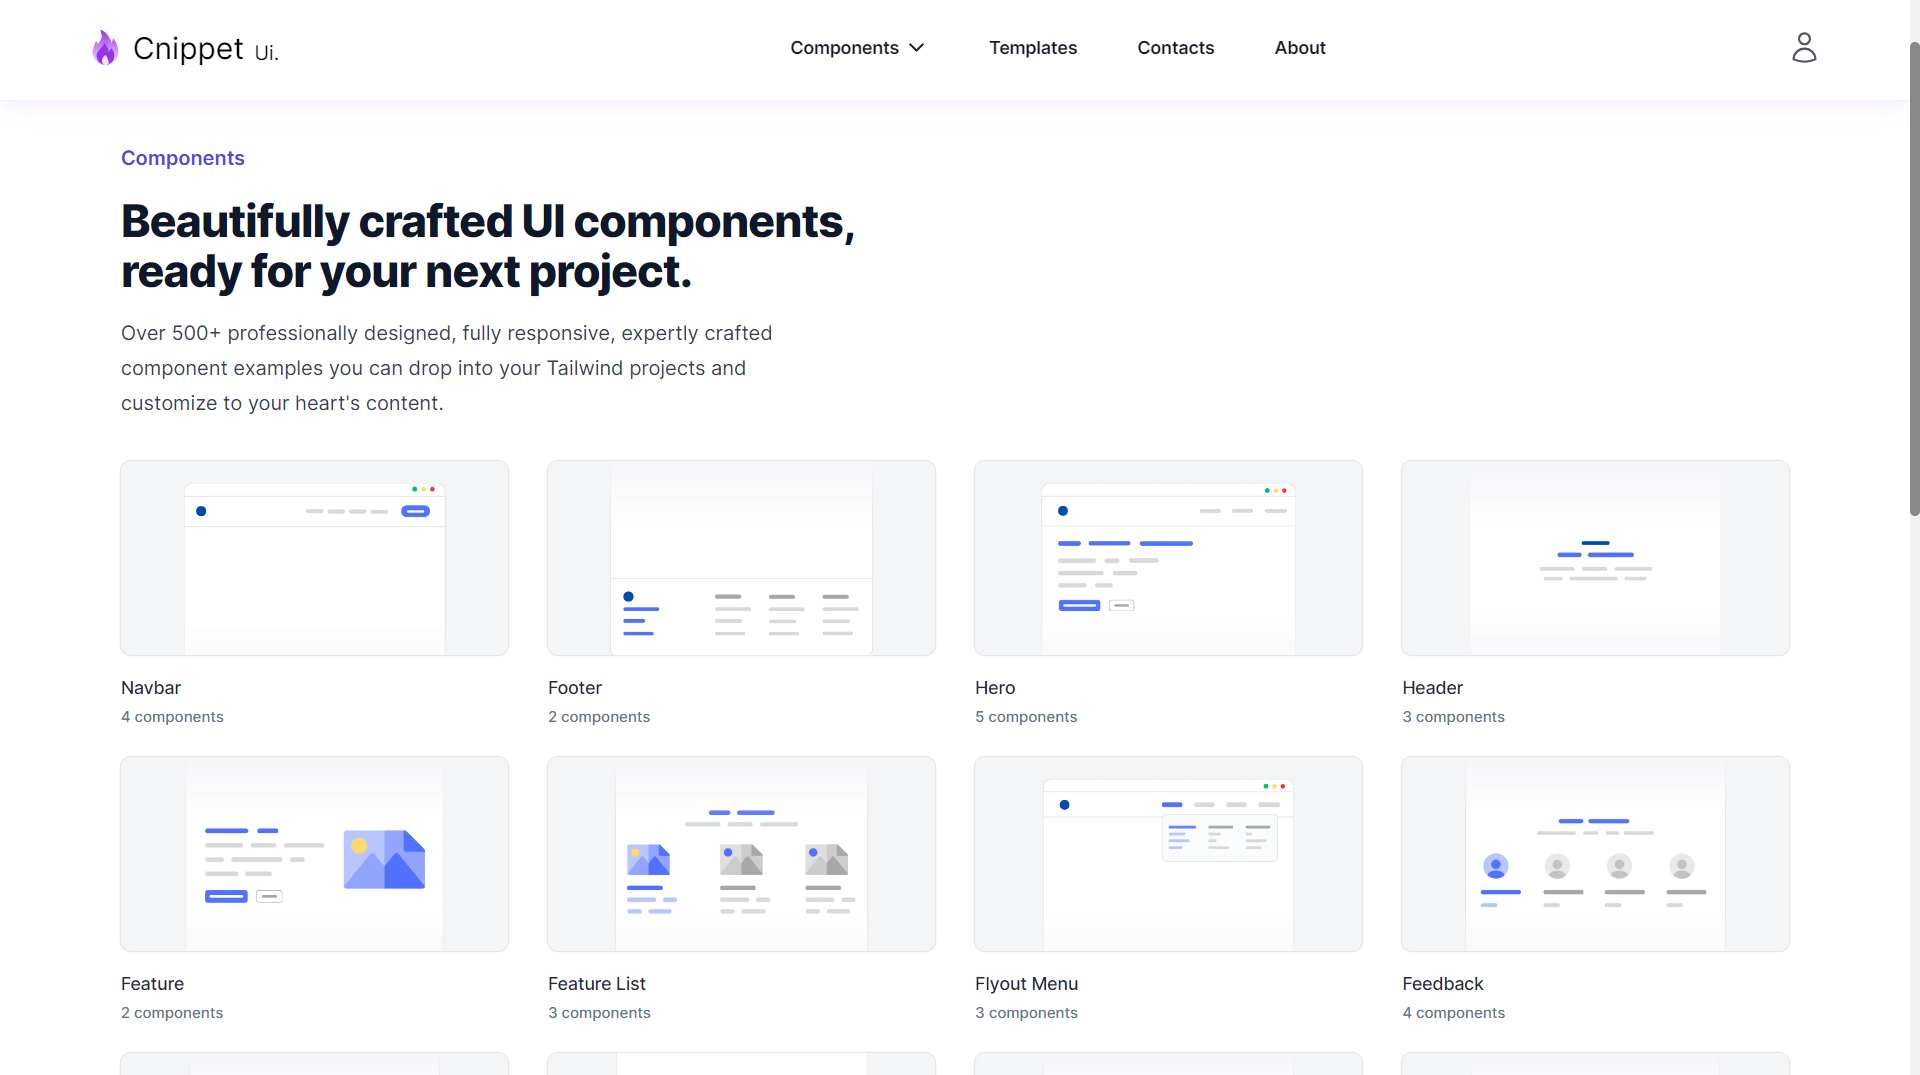 Cnippet Ui.
Components
Templates
Contacts
About
Components
Beautifully crafted UI components,
ready for your next project.
Over 500+ professionally designed, fully responsive, expertly crafted
component examples you can drop into your Tailwind projects and
customize to your heart's content.
Navbar
4 components
Footer
2 components
Hero
5 components
Header
3 components
Feature
2 components
Feature List
3 components
Flyout Menu
3 components
Feedback
4 components